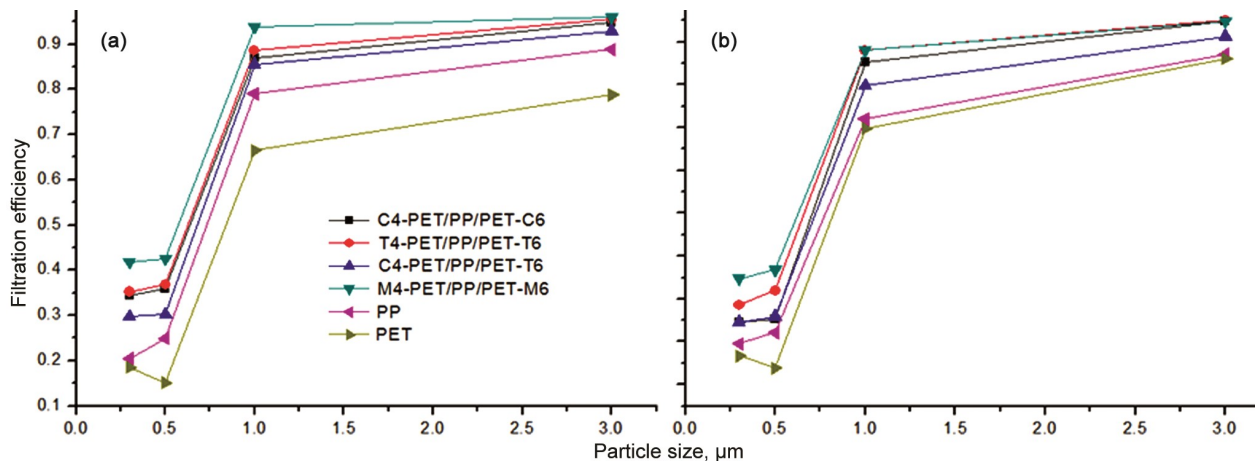 (a)
(b)
0.9
0.8
0.7
0.6
0.5
0.4
0.3
0.2
0.1
Filtration efficiency
C4-PET/PP/PET-C6
T4-PET/PP/PET-T6
C4-PET/PP/PET-T6
M4-PET/PP/PET-M6
PP
PET
0.0 0.5 1.0 1.5 2.0 2.5 3.0
0.0 0.5 1.0 1.5 2.0 2.5 3.0
Particle size, µm